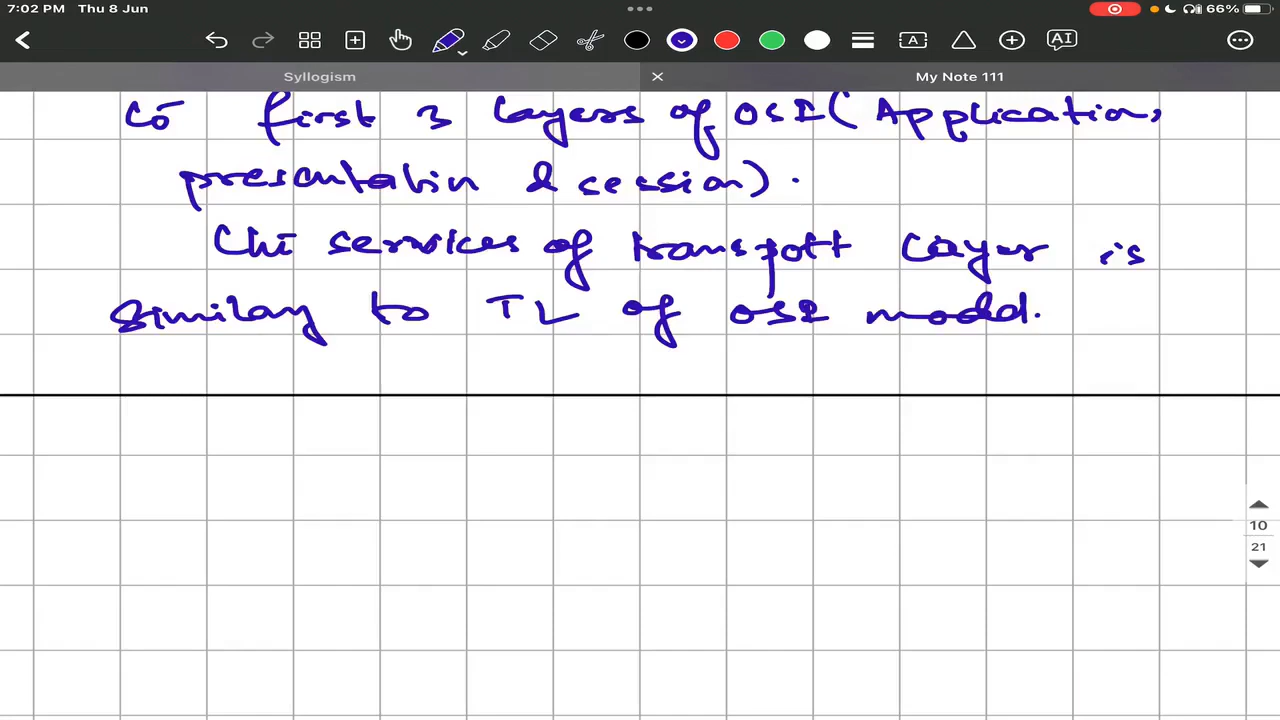 7:02 PM Thu 8 Jun
66%
A
AI
Syllogism
My Note 111
to first 3 layers of OSI (Application,
presentation & session).
services of transport layer is
similar to TL of OSI model.
10
21